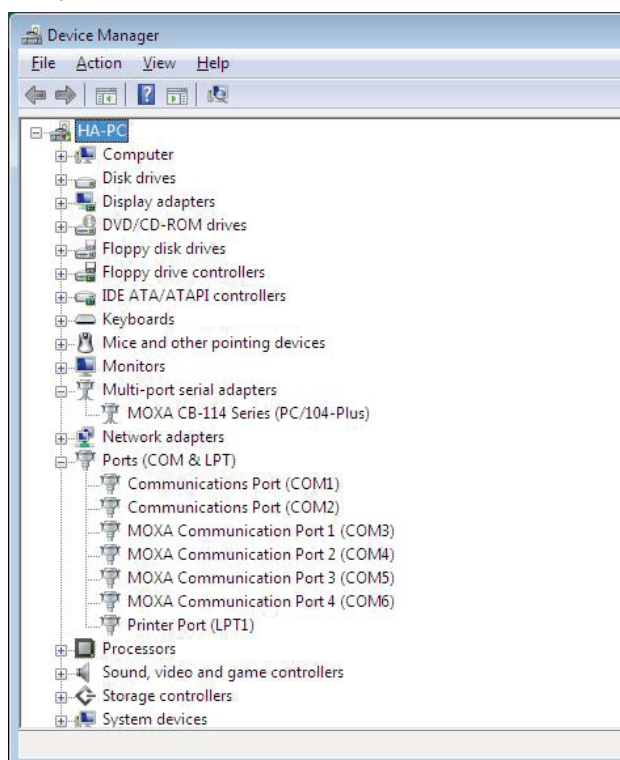 Device Manager
File Action View Help
HA-PC
Computer
Disk drives
Display adapters
DVD/CD-ROM drives
Floppy disk drives
Floppy drive controllers
IDE ATA/ATAPI controllers
Keyboards
Mice and other pointing devices
Monitors
Multi-port serial adapters
MOXA CB-114 Series (PC/104-Plus)
Network adapters
Ports (COM & LPT)
Communications Port (COM1)
Communications Port (COM2)
MOXA Communication Port 1 (COM3)
MOXA Communication Port 2 (COM4)
MOXA Communication Port 3 (COM5)
MOXA Communication Port 4 (COM6)
Printer Port (LPT1)
Processors
Sound, video and game controllers
Storage controllers
System devices